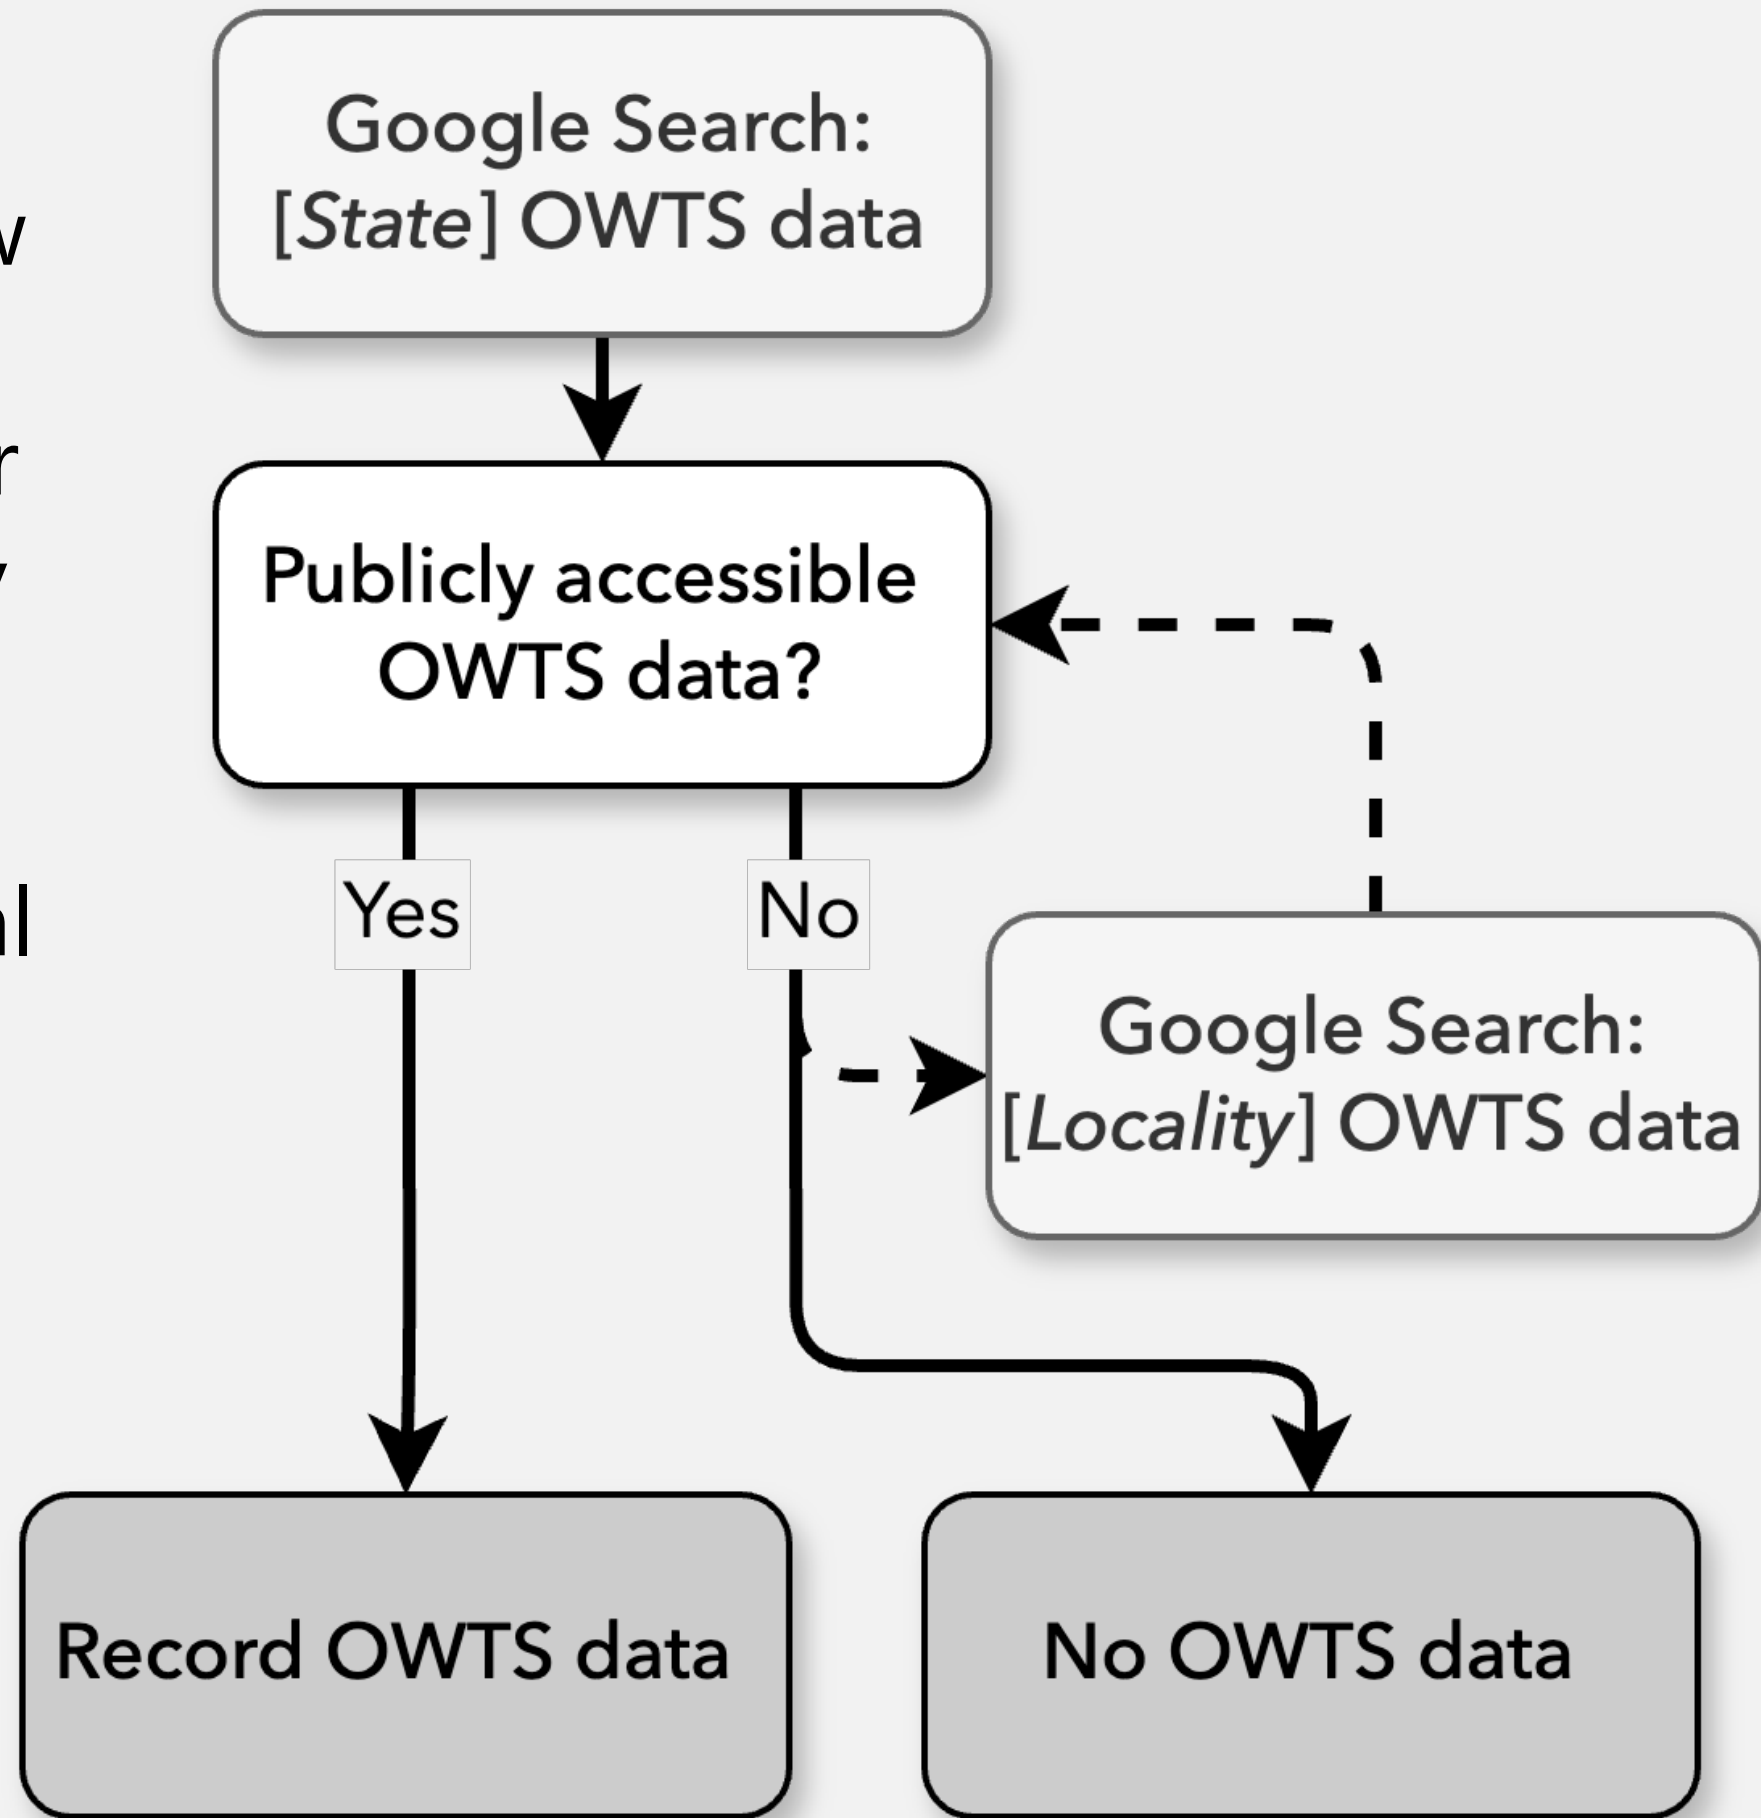 Google Search:
[State] OWTS data
Publicly accessible
OWTS data?
Yes
No
Google Search:
[Locality] OWTS data
Record OWTS data
No OWTS data